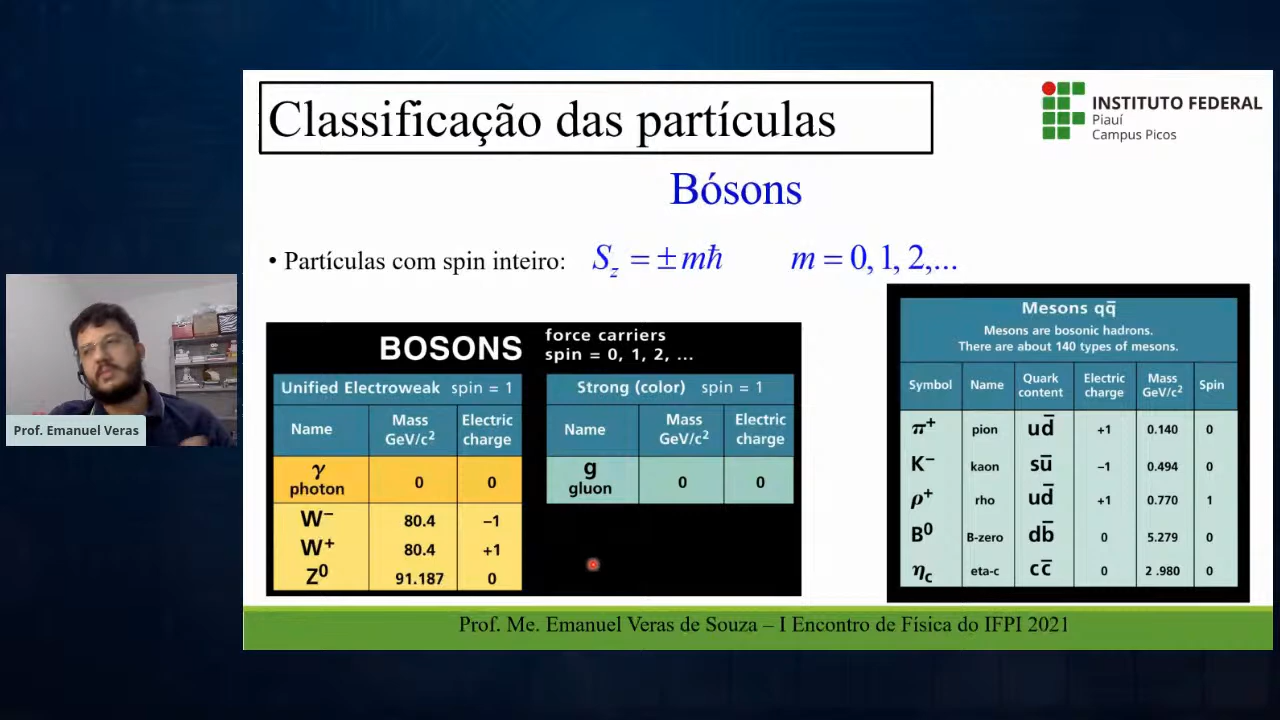 Classificação das partículas
INSTITUTO FEDERAL
Piauí
Campus Picos
Bósons
• Partículas com spin inteiro: S_z = ±mħ m = 0, 1, 2,...
BOSONS
force carriers
spin = 0, 1, 2, ...
Unified Electroweak spin = 1
Name Mass GeV/c² Electric charge
γ photon 0 0
W⁻ 80.4 –1
W⁺ 80.4 +1
Z⁰ 91.187 0
Strong (color) spin = 1
Name Mass GeV/c² Electric charge
g gluon 0 0
Mesons qq̄
Mesons are bosonic hadrons.
There are about 140 types of mesons.
Symbol Name Quark content Electric charge Mass GeV/c² Spin
π⁺ pion ud̄ +1 0.140 0
K⁻ kaon sū –1 0.494 0
ρ⁺ rho ud̄ +1 0.770 1
B⁰ B-zero db̄ 0 5.279 0
η_c eta-c cc̄ 0 2.980 0
Prof. Emanuel Veras
Prof. Me. Emanuel Veras de Souza – I Encontro de Física do IFPI 2021